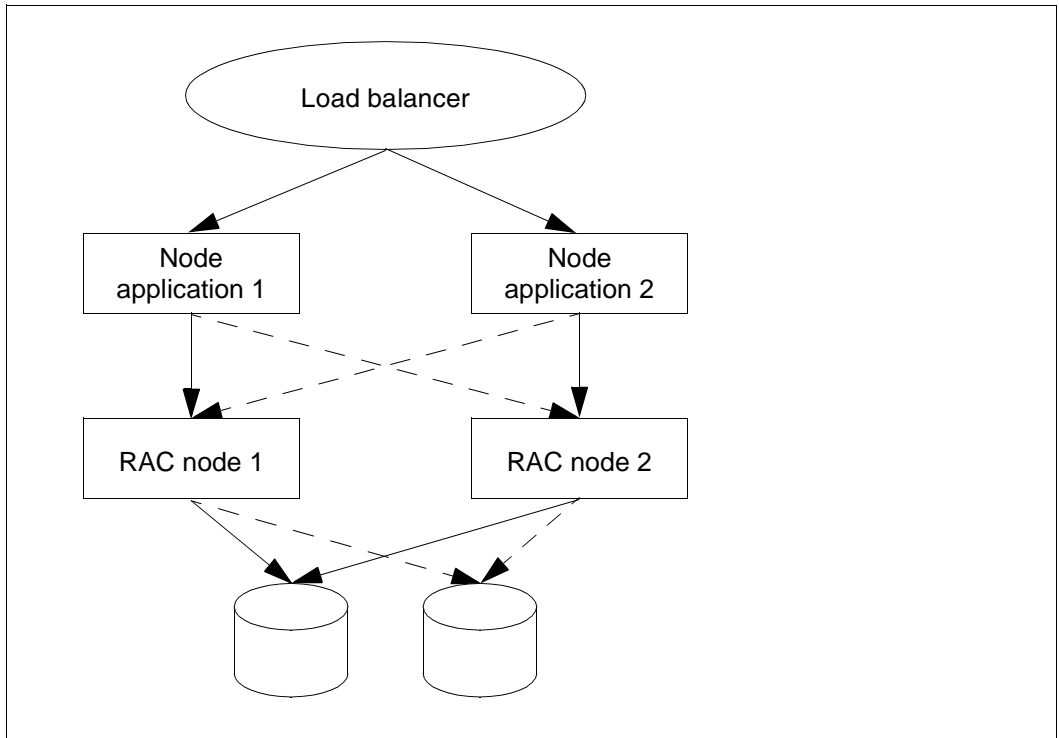 Load balancer
Node
application 1
Node
application 2
RAC node 1
RAC node 2